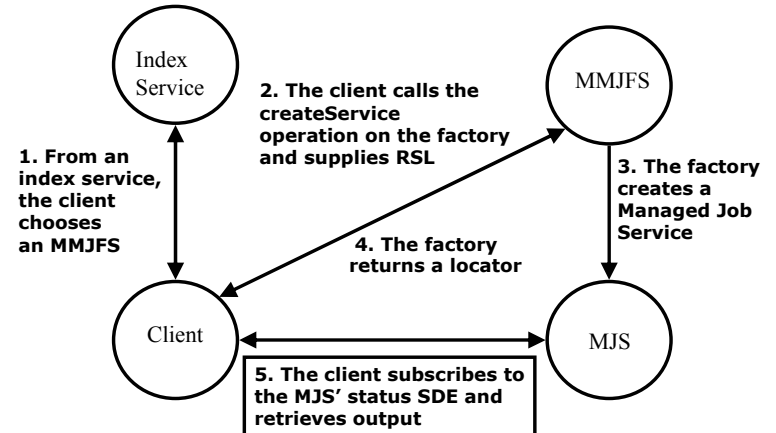 Index
Service
MMJFS
2. The client calls the
createService
operation on the factory
and supplies RSL
1. From an
index service,
the client
chooses
an MMJFS
3. The factory
creates a
Managed Job
Service
4. The factory
returns a locator
Client
MJS
5. The client subscribes to
the MJS’ status SDE and
retrieves output